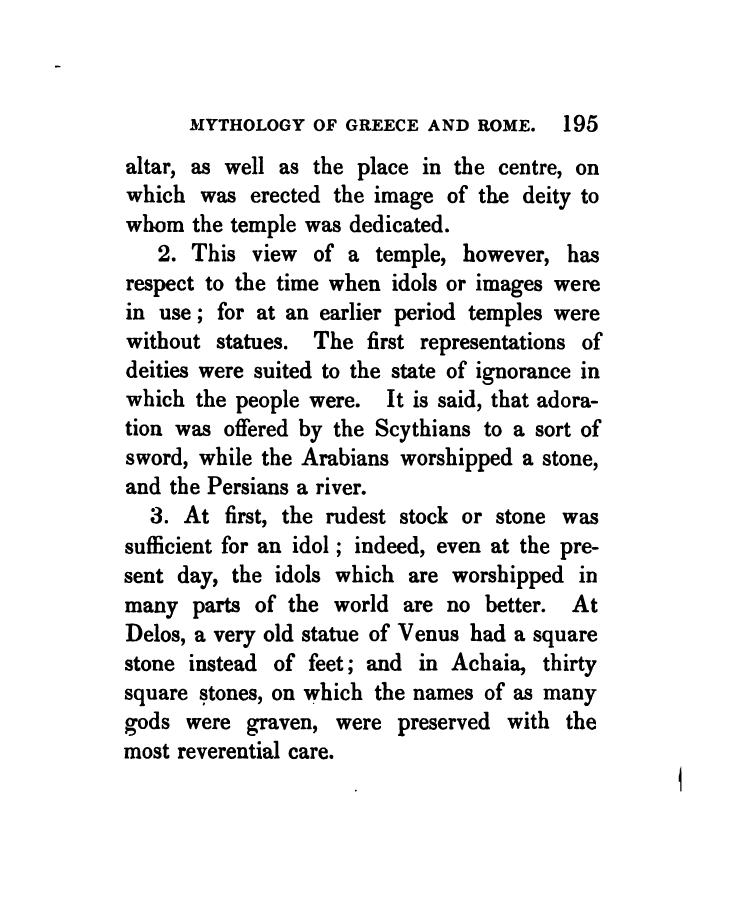 MYTHOLOGY OF GREECE AND ROME. 195
altar, as well as the place in the centre, on
which was erected the image of the deity to
whom the temple was dedicated.
2. This view of a temple, however, has
respect to the time when idols or images were
in use; for at an earlier period temples were
without statues. The first representations of
deities were suited to the state of ignorance in
which the people were. It is said, that adora-
tion was offered by the Scythians to a sort of
sword, while the Arabians worshipped a stone,
and the Persians a river.
3. At first, the rudest stock or stone was
sufficient for an idol; indeed, even at the pre-
sent day, the idols which are worshipped in
many parts of the world are no better. At
Delos, a very old statue of Venus had a square
stone instead of feet; and in Achaia, thirty
square stones, on which the names of as many
gods were graven, were preserved with the
most reverential care.